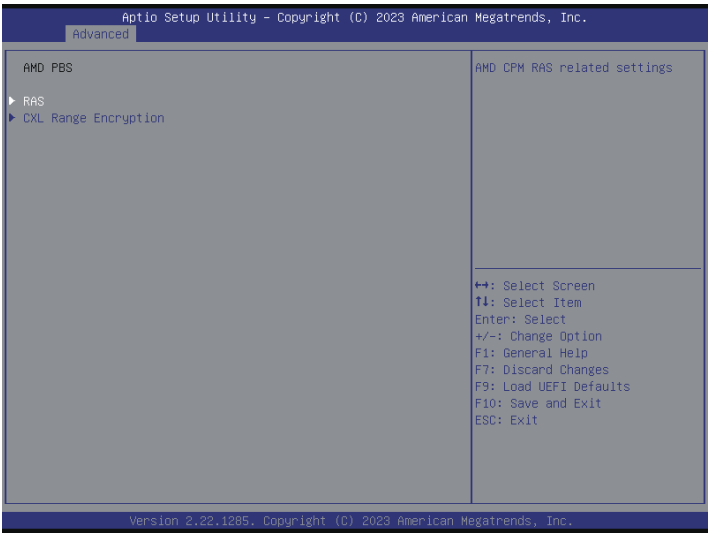 Aptio Setup Utility – Copyright (C) 2023 American Megatrends, Inc.
Advanced
AMD PBS
RAS
CXL Range Encryption
AMD CPM RAS related settings
↔: Select Screen
↑↓: Select Item
Enter: Select
+/-: Change Option
F1: General Help
F7: Discard Changes
F9: Load UEFI Defaults
F10: Save and Exit
ESC: Exit
Version 2.22.1285. Copyright (C) 2023 American Megatrends, Inc.